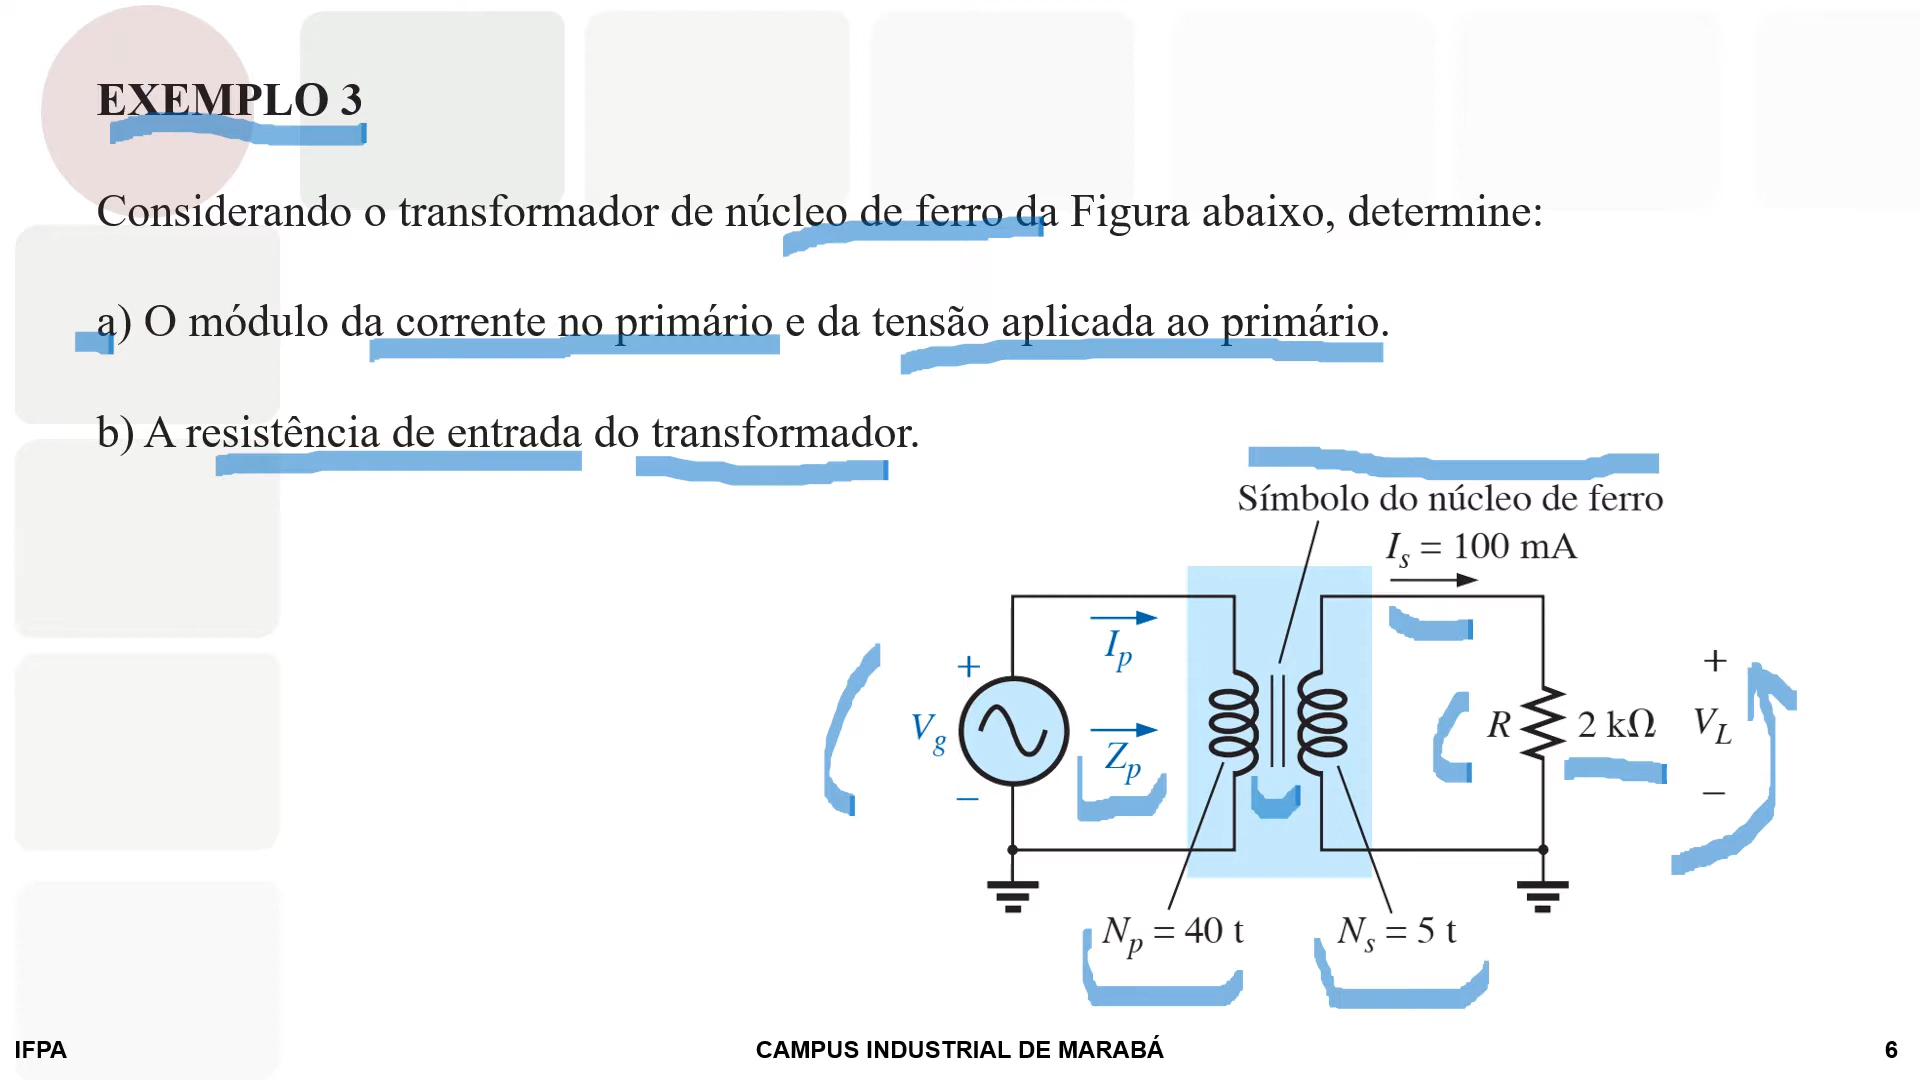 EXEMPLO 3
Considerando o transformador de núcleo de ferro da Figura abaixo, determine:
a) O módulo da corrente no primário e da tensão aplicada ao primário.
b) A resistência de entrada do transformador.
Símbolo do núcleo de ferro
Is = 100 mA
Ip
+
+
Vg
Zp
R
2 kΩ
VL
–
–
Np = 40 t
Ns = 5 t
IFPA
CAMPUS INDUSTRIAL DE MARABÁ
6